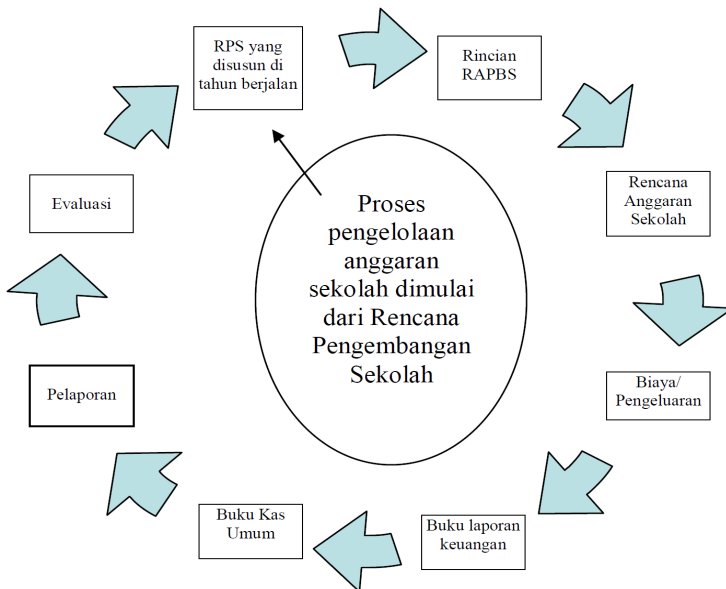 RPS yang
disusun di
tahun berjalan
Rincian
RAPBS
Rencana
Anggaran
Sekolah
Biaya/
Pengeluaran
Buku laporan
keuangan
Buku Kas
Umum
Pelaporan
Evaluasi
Proses
pengelolaan
anggaran
sekolah dimulai
dari Rencana
Pengembangan
Sekolah